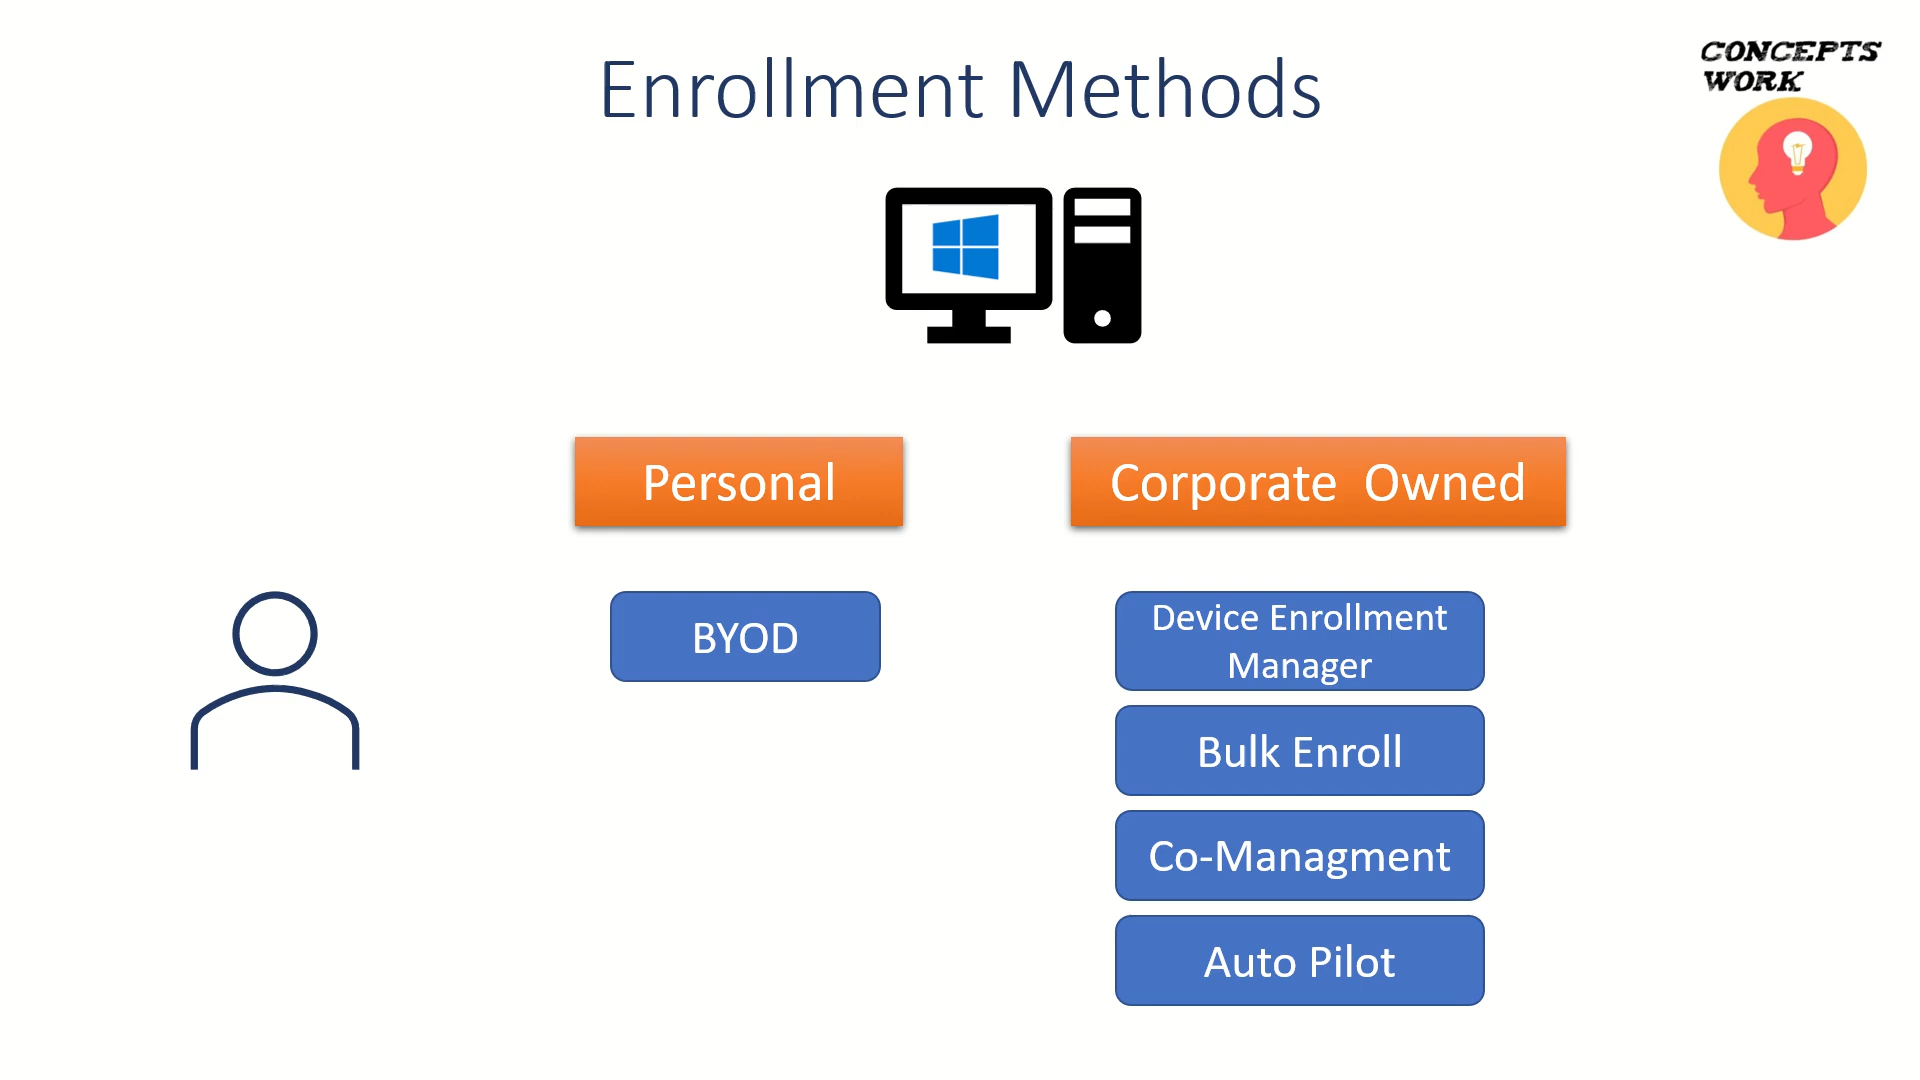 Enrollment Methods
CONCEPTS
WORK
Personal
Corporate Owned
BYOD
Device Enrollment
Manager
Bulk Enroll
Co-Managment
Auto Pilot